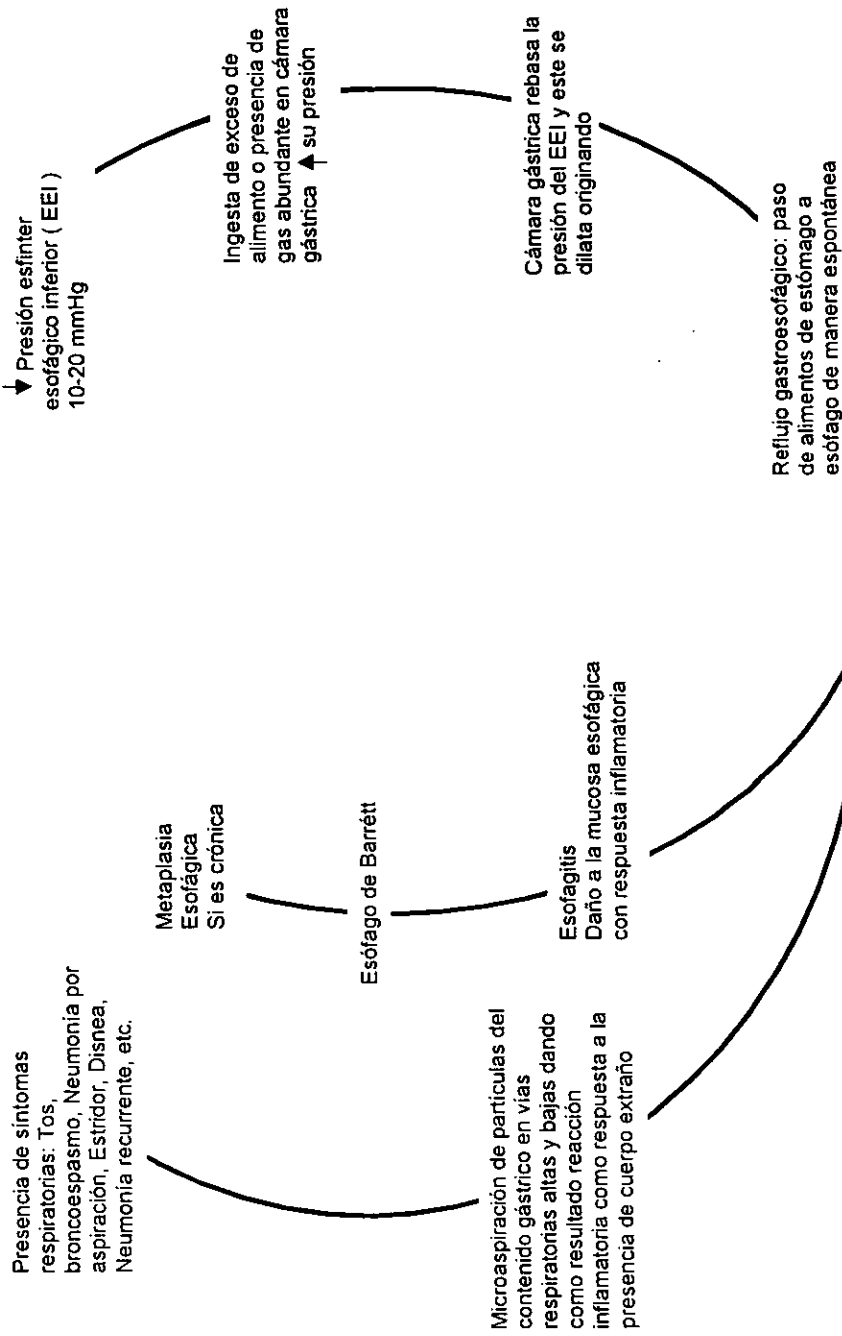 ↓ Presión esfinter
esofágico inferior ( EEI )
10-20 mmHg
Ingesta de exceso de
alimento o presencia de
gas abundante en cámara
gástrica ↑ su presión
Cámara gástrica rebasa la
presión del EEI y este se
dilata originando
Reflujo gastroesofágico: paso
de alimentos de estómago a
esófago de manera espontánea
Esofagitis
Daño a la mucosa esofágica
con respuesta inflamatoria
Esófago de Barrétt
Metaplasia
Esofágica
Si es crónica
Microaspiración de particulas del
contenido gástrico en vías
respiratorias altas y bajas dando
como resultado reacción
inflamatoria como respuesta a la
presencia de cuerpo extraño
Presencia de síntomas
respiratorias: Tos,
broncoespasmo, Neumonía por
aspiración, Estridor, Disnea,
Neumonía recurrente, etc.